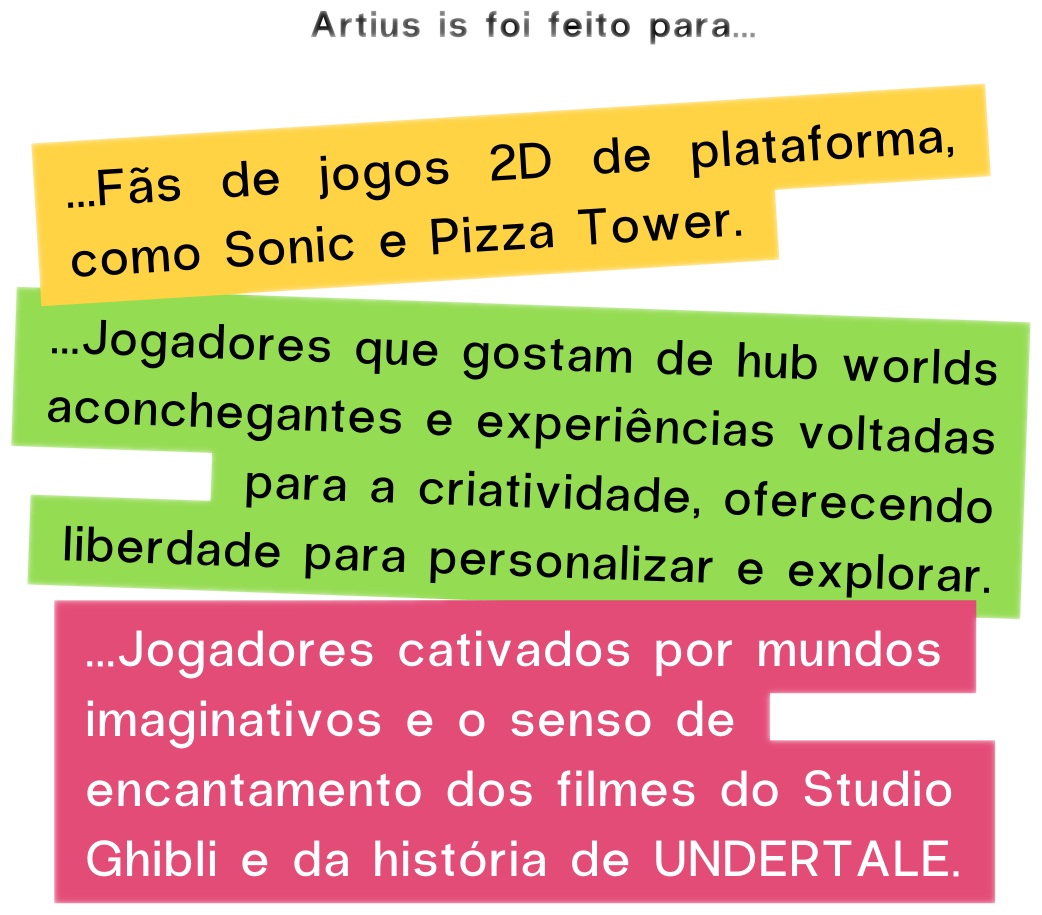 Artius is foi feito para...
...Fãs de jogos 2D de plataforma,
como Sonic e Pizza Tower.
...Jogadores que gostam de hub worlds
aconchegantes e experiências voltadas
para a criatividade, oferecendo
liberdade para personalizar e explorar.
...Jogadores cativados por mundos
imaginativos e o senso de
encantamento dos filmes do Studio
Ghibli e da história de UNDERTALE.